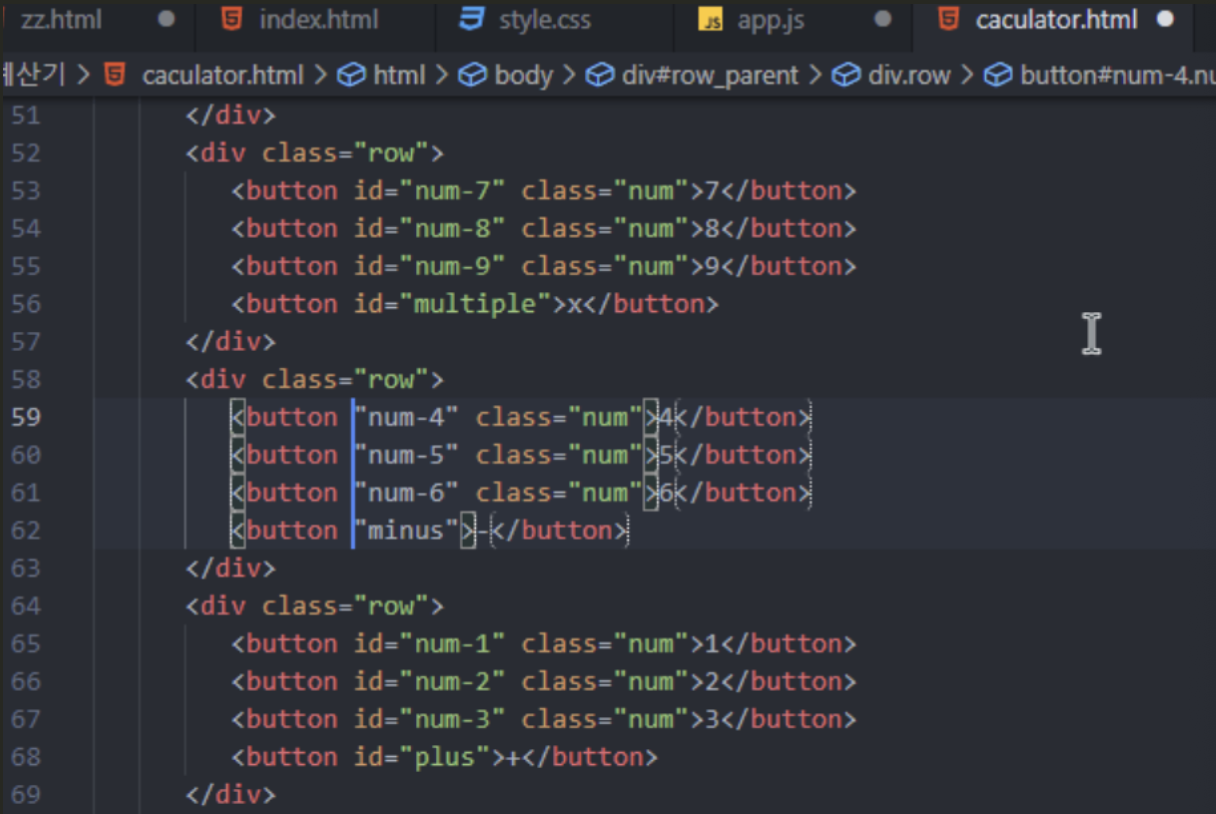 zz.html index.html style.css JS app.js caculator.html
계산기 > caculator.html > html > body > div#row_parent > div.row > button#num-4.nu
51 </div>
52 <div class="row">
53 <button id="num-7" class="num">7</button>
54 <button id="num-8" class="num">8</button>
55 <button id="num-9" class="num">9</button>
56 <button id="multiple">x</button>
57 </div>
58 <div class="row">
59 <button "num-4" class="num">4</button>
60 <button "num-5" class="num">5</button>
61 <button "num-6" class="num">6</button>
62 <button "minus">-</button>
63 </div>
64 <div class="row">
65 <button id="num-1" class="num">1</button>
66 <button id="num-2" class="num">2</button>
67 <button id="num-3" class="num">3</button>
68 <button id="plus">+</button>
69 </div>